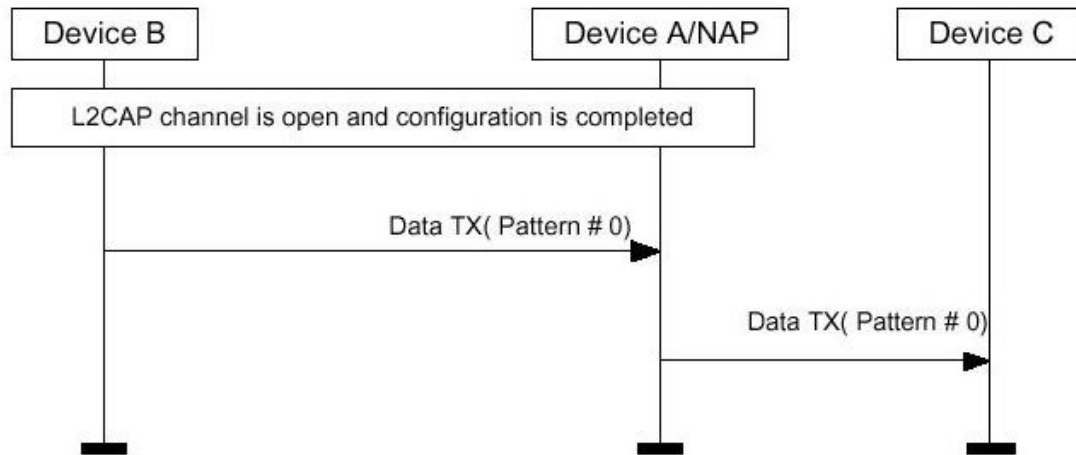 Device B
Device A/NAP
Device C
L2CAP channel is open and configuration is completed
Data TX( Pattern # 0)
Data TX( Pattern # 0)